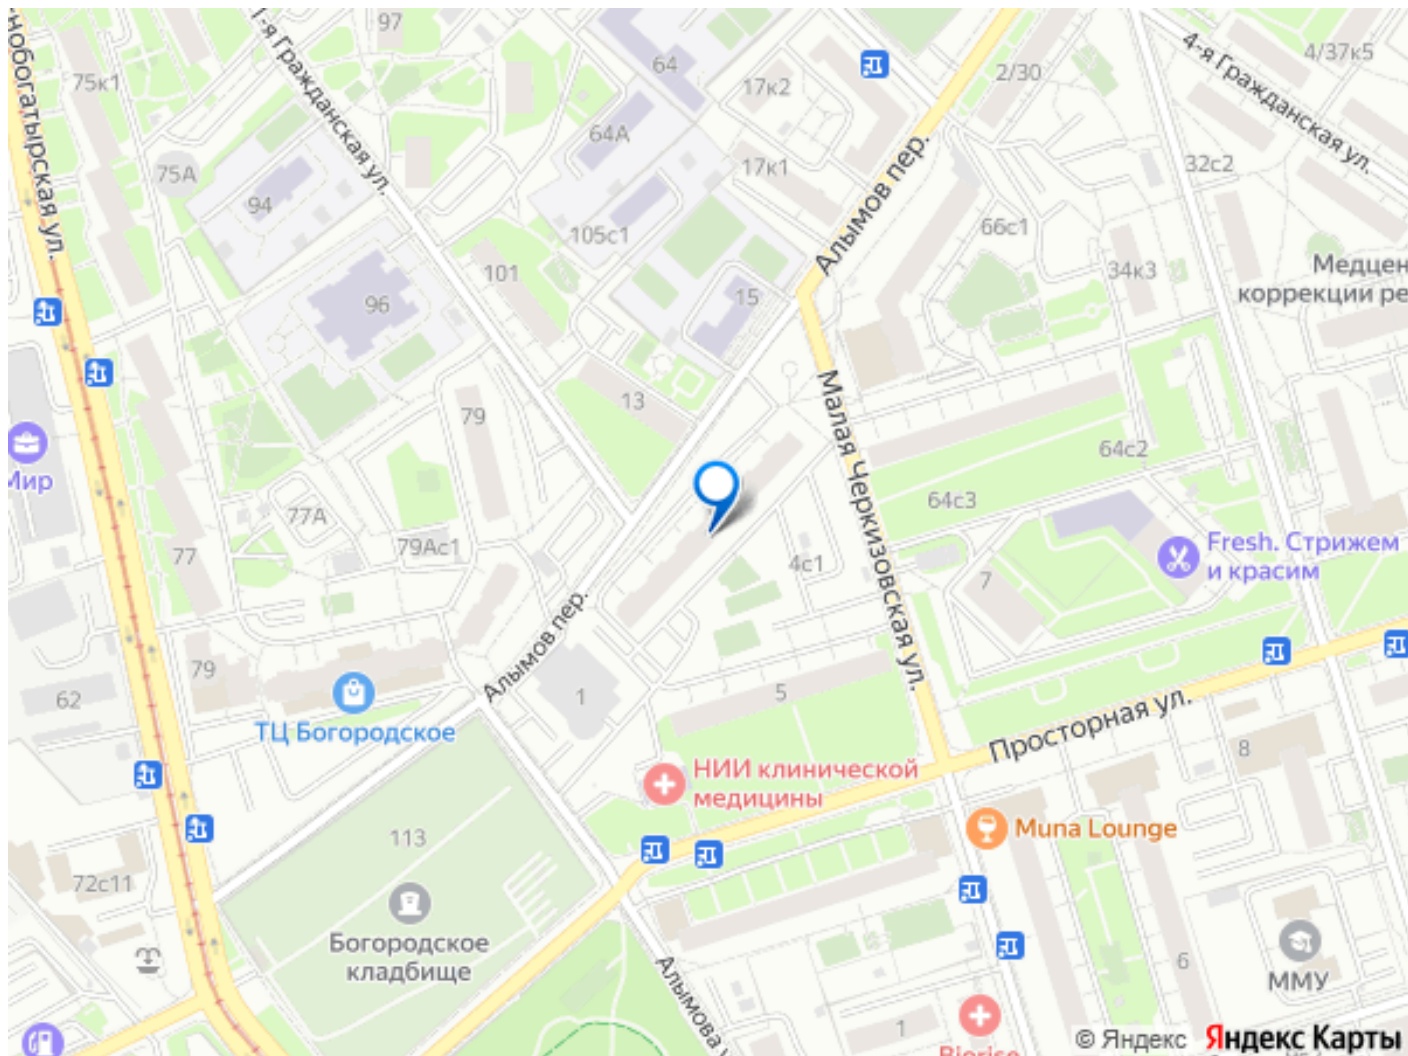 97
1-я Гражданская ул.
75к1
64
17к2
2/30
4-я Гражданская ул.
4/37к5
нобогатырская ул.
64А
75А
17к1
Алымов пер.
32с2
94
105с1
66с1
101
34к3
Медцен
коррекции ре
96
15
13
79
Малая Черкизовская ул.
64с2
Мир
64с3
77А
79Ас1
77
4с1
7
Fresh. Стрижем
и красим
Алымов пер.
79
62
1
5
ТЦ Богородское
Просторная ул.
8
НИИ клинической
медицины
113
Muna Lounge
72с11
Богородское
кладбище
Алымова
6
ММУ
1
© Яндекс Яндекс Карты